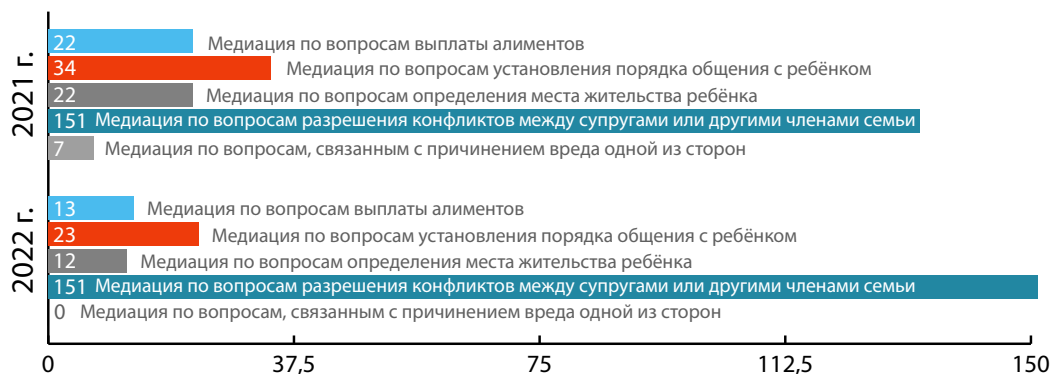 2021 г.
22 Медиация по вопросам выплаты алиментов
34 Медиация по вопросам установления порядка общения с ребёнком
22 Медиация по вопросам определения места жительства ребёнка
151 Медиация по вопросам разрешения конфликтов между супругами или другими членами семьи
7 Медиация по вопросам, связанным с причинением вреда одной из сторон
2022 г.
13 Медиация по вопросам выплаты алиментов
23 Медиация по вопросам установления порядка общения с ребёнком
12 Медиация по вопросам определения места жительства ребёнка
151 Медиация по вопросам разрешения конфликтов между супругами или другими членами семьи
0 Медиация по вопросам, связанным с причинением вреда одной из сторон
0 37,5 75 112,5 150